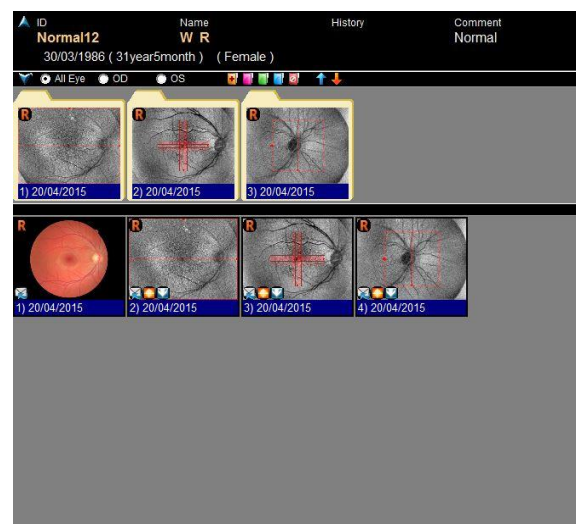 ID Name History Comment
Normal12 W R Normal
30/03/1986 ( 31year5month ) ( Female )
All Eye OD OS
R R R
1) 20/04/2015 2) 20/04/2015 3) 20/04/2015
R R R R
1) 20/04/2015 2) 20/04/2015 3) 20/04/2015 4) 20/04/2015